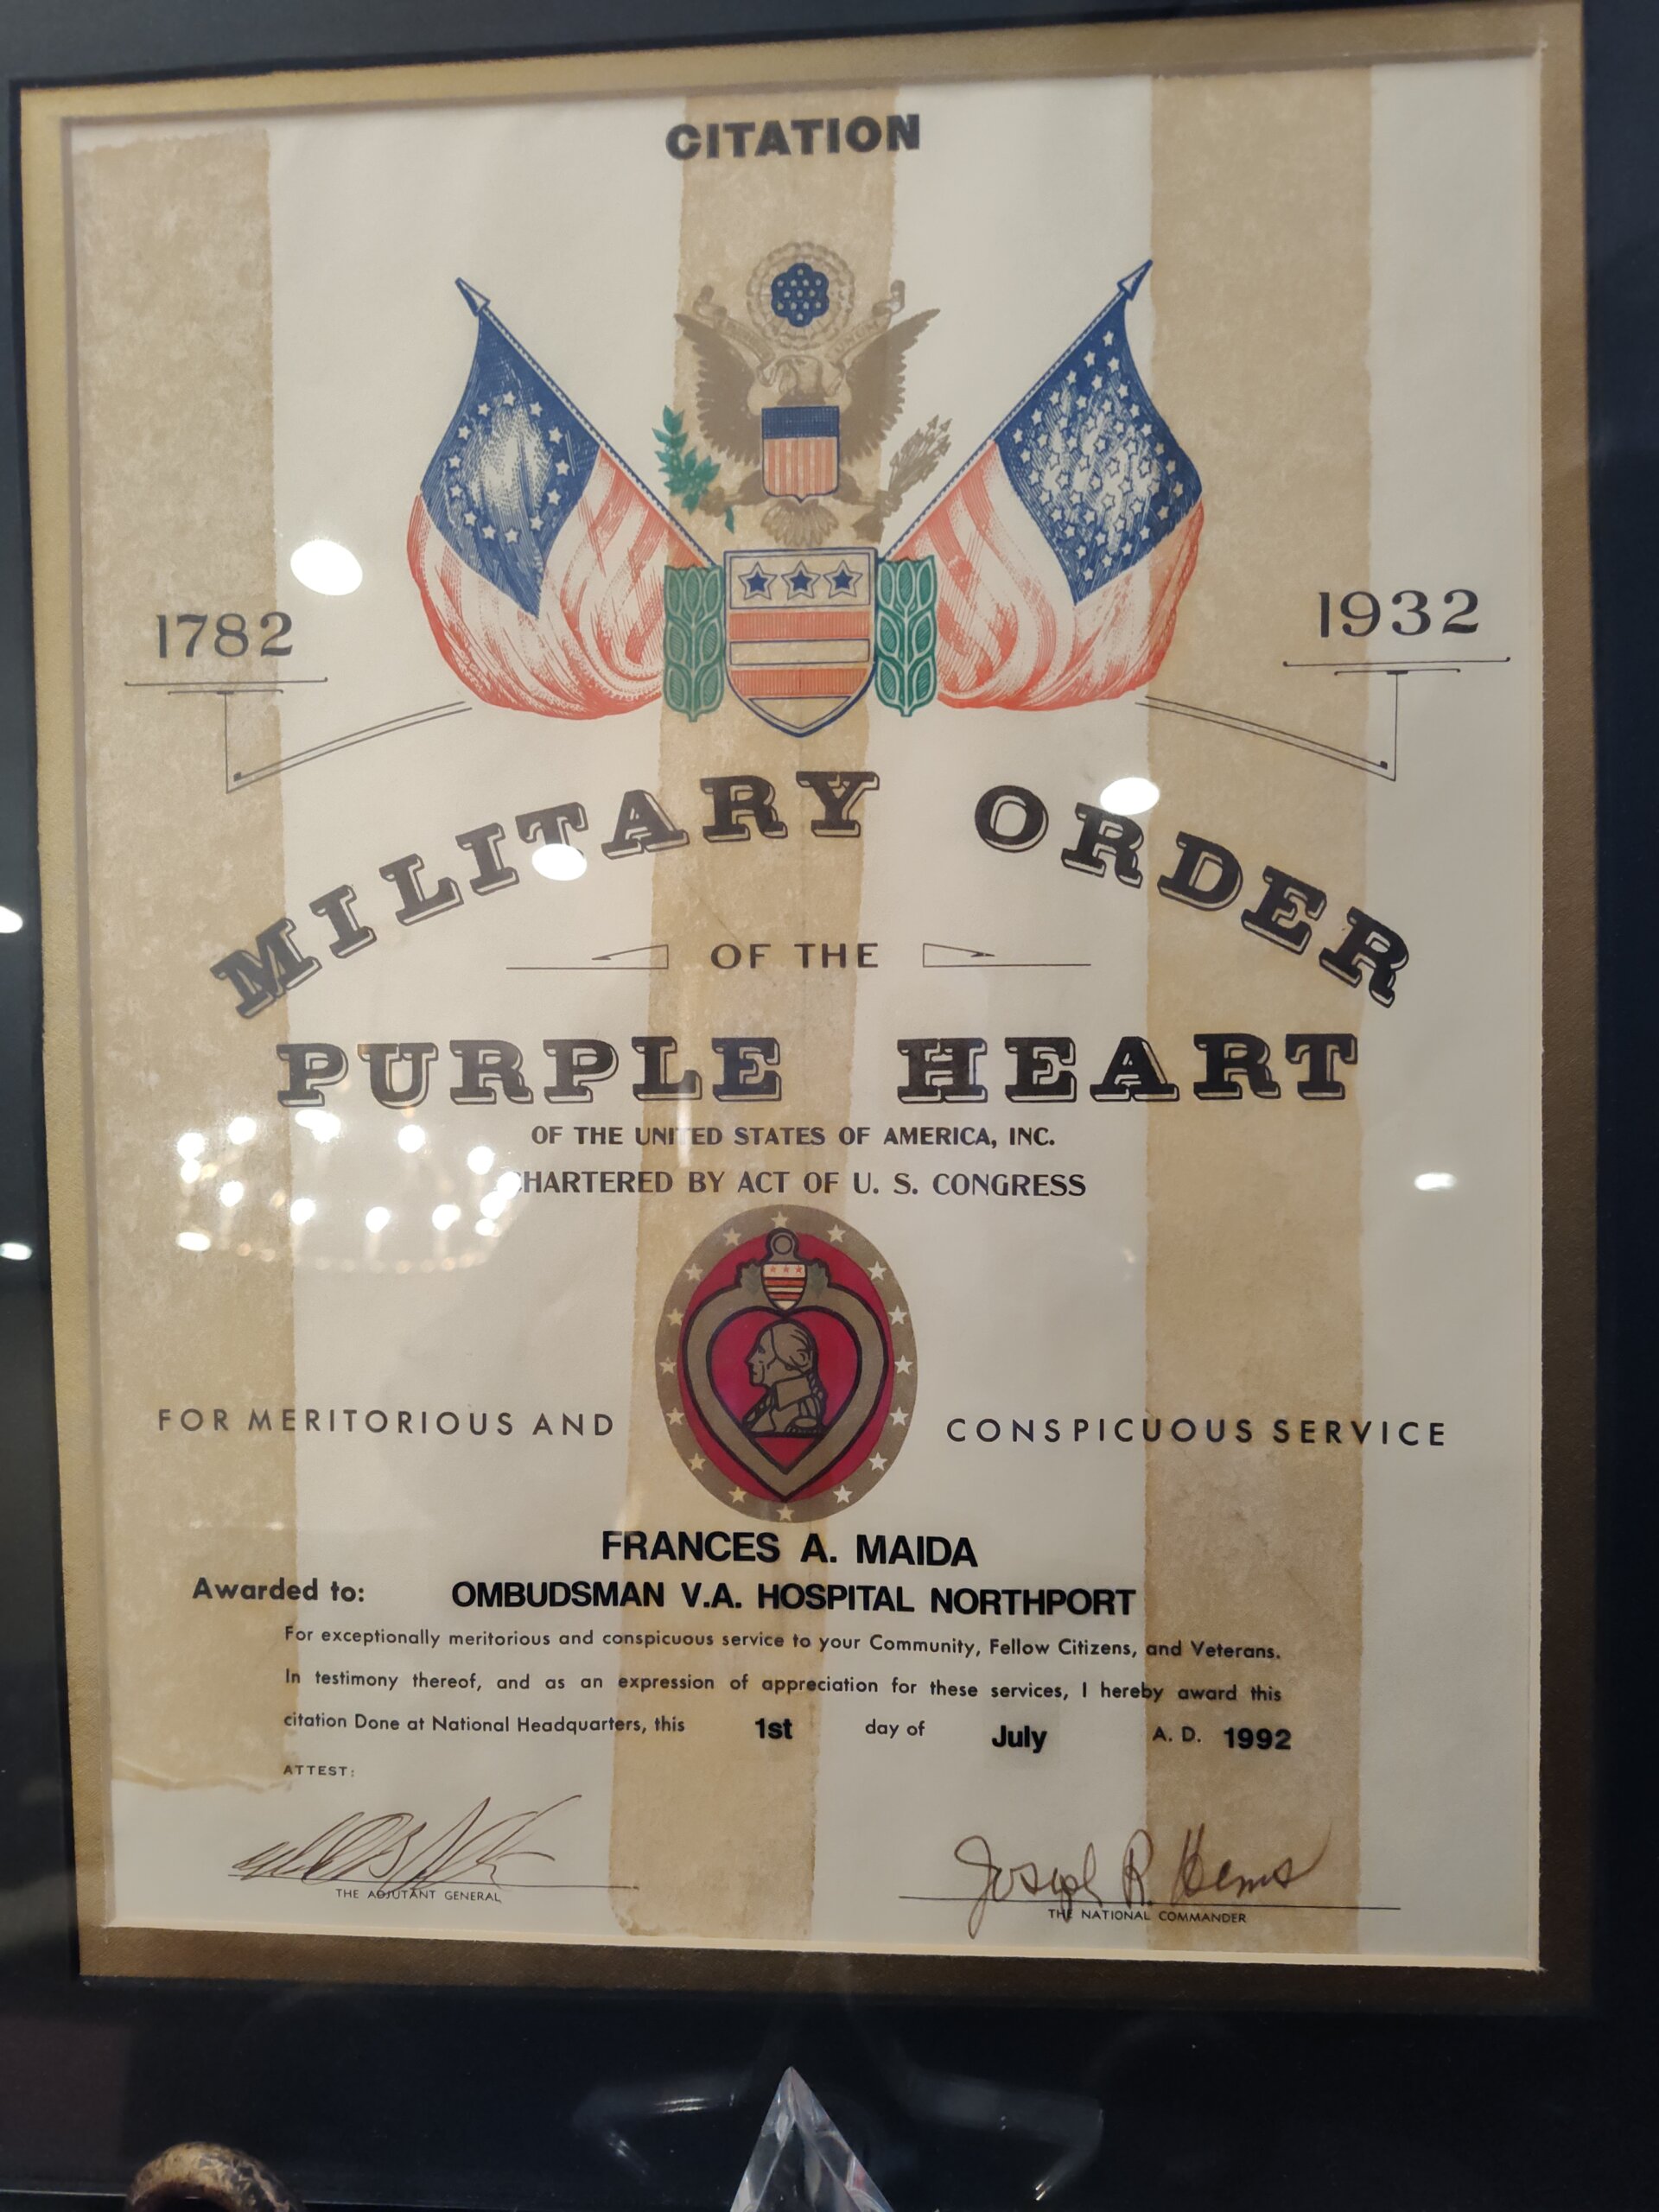 CITATION
1782
1932
MILITARY ORDER
OF THE
PURPLE HEART
OF THE UNITED STATES OF AMERICA, INC.
CHARTERED BY ACT OF U. S. CONGRESS
FOR MERITORIOUS AND CONSPICUOUS SERVICE
FRANCES A. MAIDA
Awarded to: OMBUDSMAN V.A. HOSPITAL NORTHPORT
For exceptionally meritorious and conspicuous service to your Community, Fellow Citizens, and Veterans.
In testimony thereof, and as an expression of appreciation for these services, I hereby award this
citation Done at National Headquarters, this 1st day of July A. D. 1992
ATTEST:
Joseph R.
THE ADJUTANT GENERAL
THE NATIONAL COMMANDER